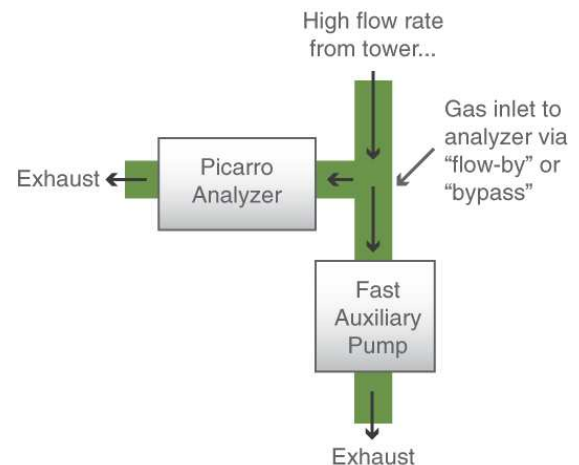 High flow rate
from tower...
Gas inlet to
analyzer via
“flow-by” or
“bypass”
Picarro
Analyzer
Exhaust
Fast
Auxiliary
Pump
Exhaust